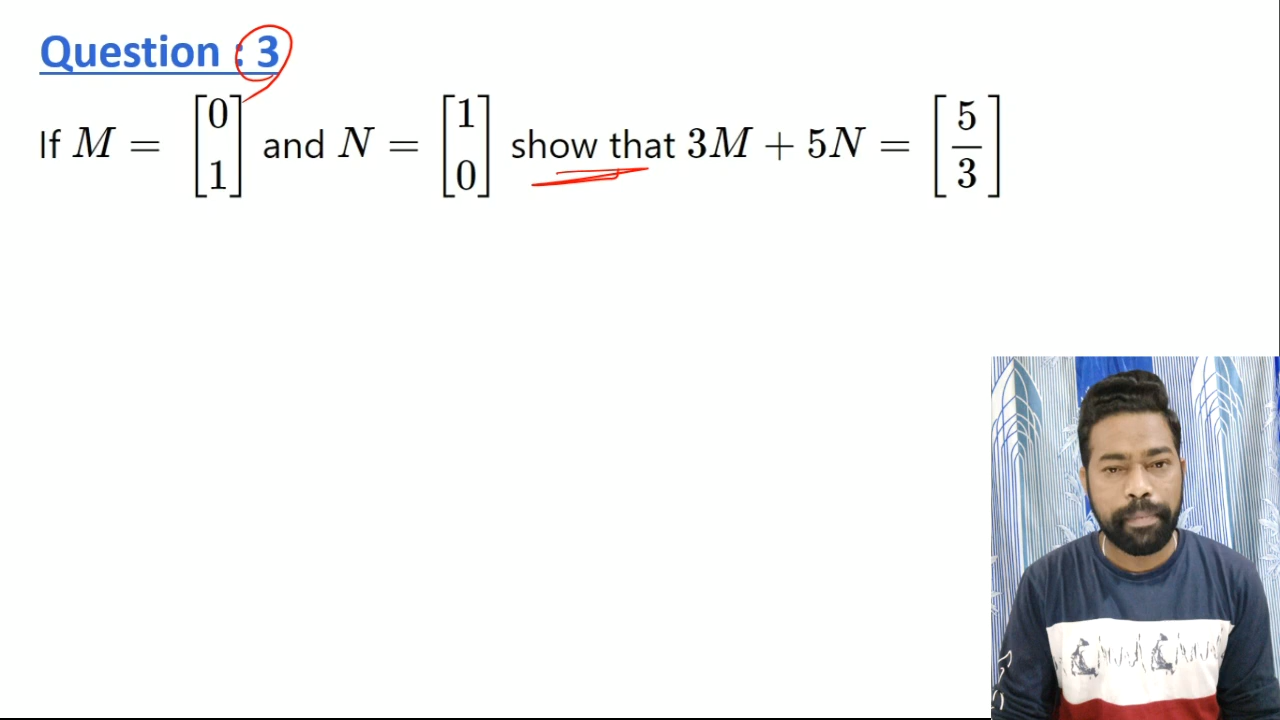 Question : 3
If M = [0 1] and N = [1 0] show that 3M + 5N = [5/3]